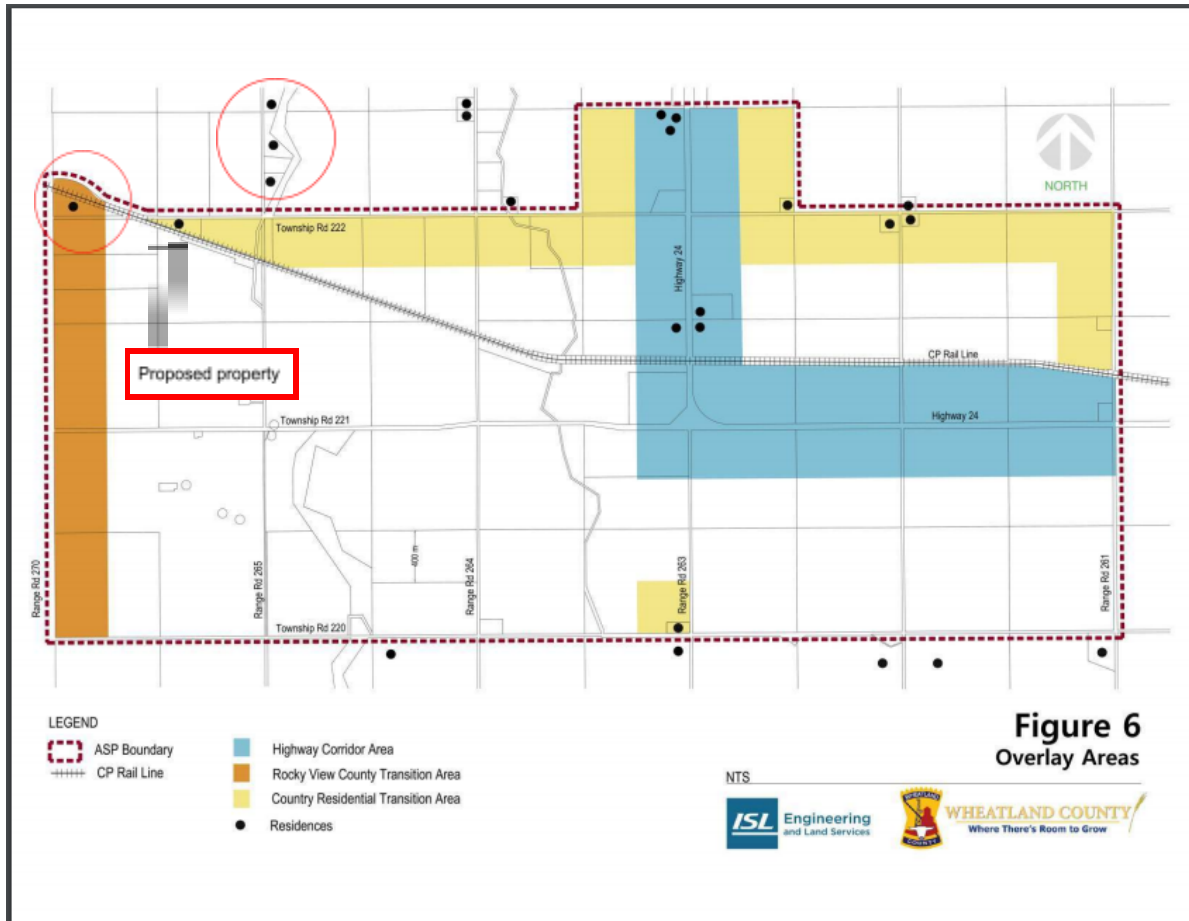 NORTH
Township Rd 222
Highway 24
CP Rail Line
Proposed property
Township Rd 221
Highway 24
400 m
Range Rd 270
Range Rd 265
Range Rd 264
Range Rd 263
Range Rd 261
Township Rd 220
LEGEND
ASP Boundary
CP Rail Line
Highway Corridor Area
Rocky View County Transition Area
Country Residential Transition Area
Residences
Figure 6
Overlay Areas
NTS
ISL Engineering
and Land Services
WHEATLAND
COUNTY
WHEATLAND COUNTY
Where There's Room to Grow